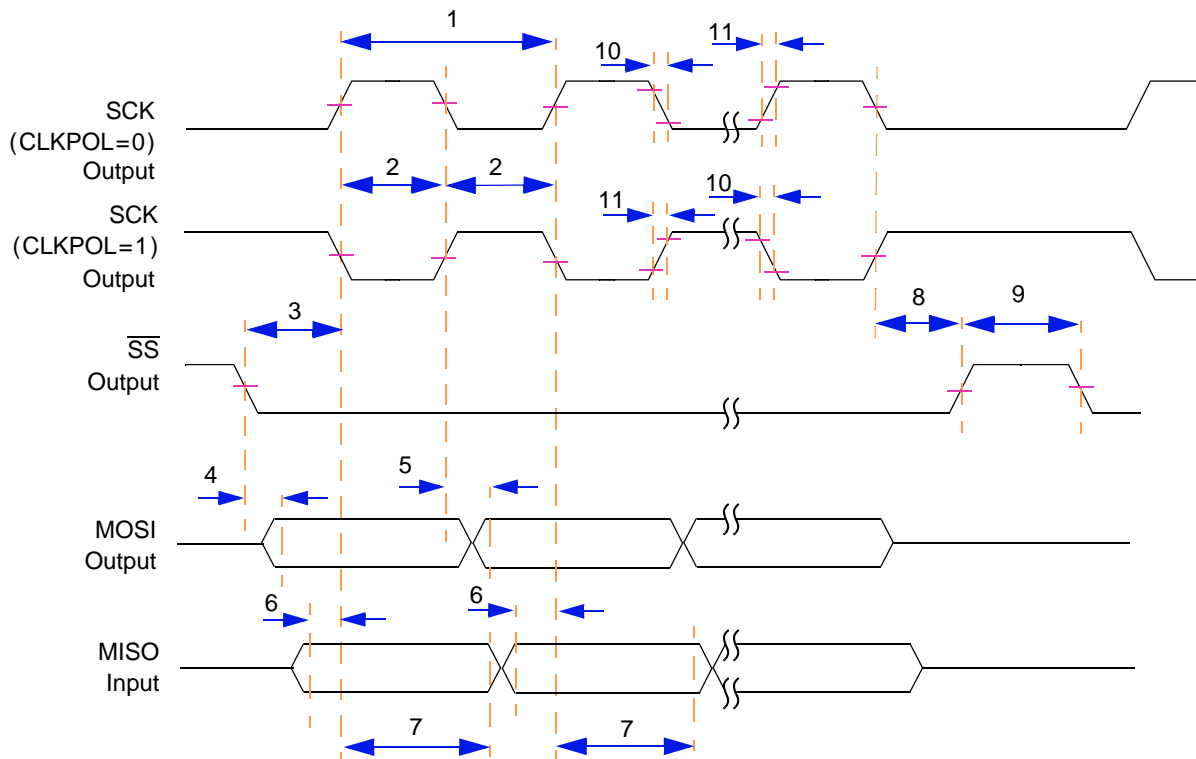 1
10
11
SCK
(CLKPOL=0)
Output
2
2
SCK
(CLKPOL=1)
Output
11
10
3
8
9
SS
Output
4
5
MOSI
Output
6
6
MISO
Input
7
7